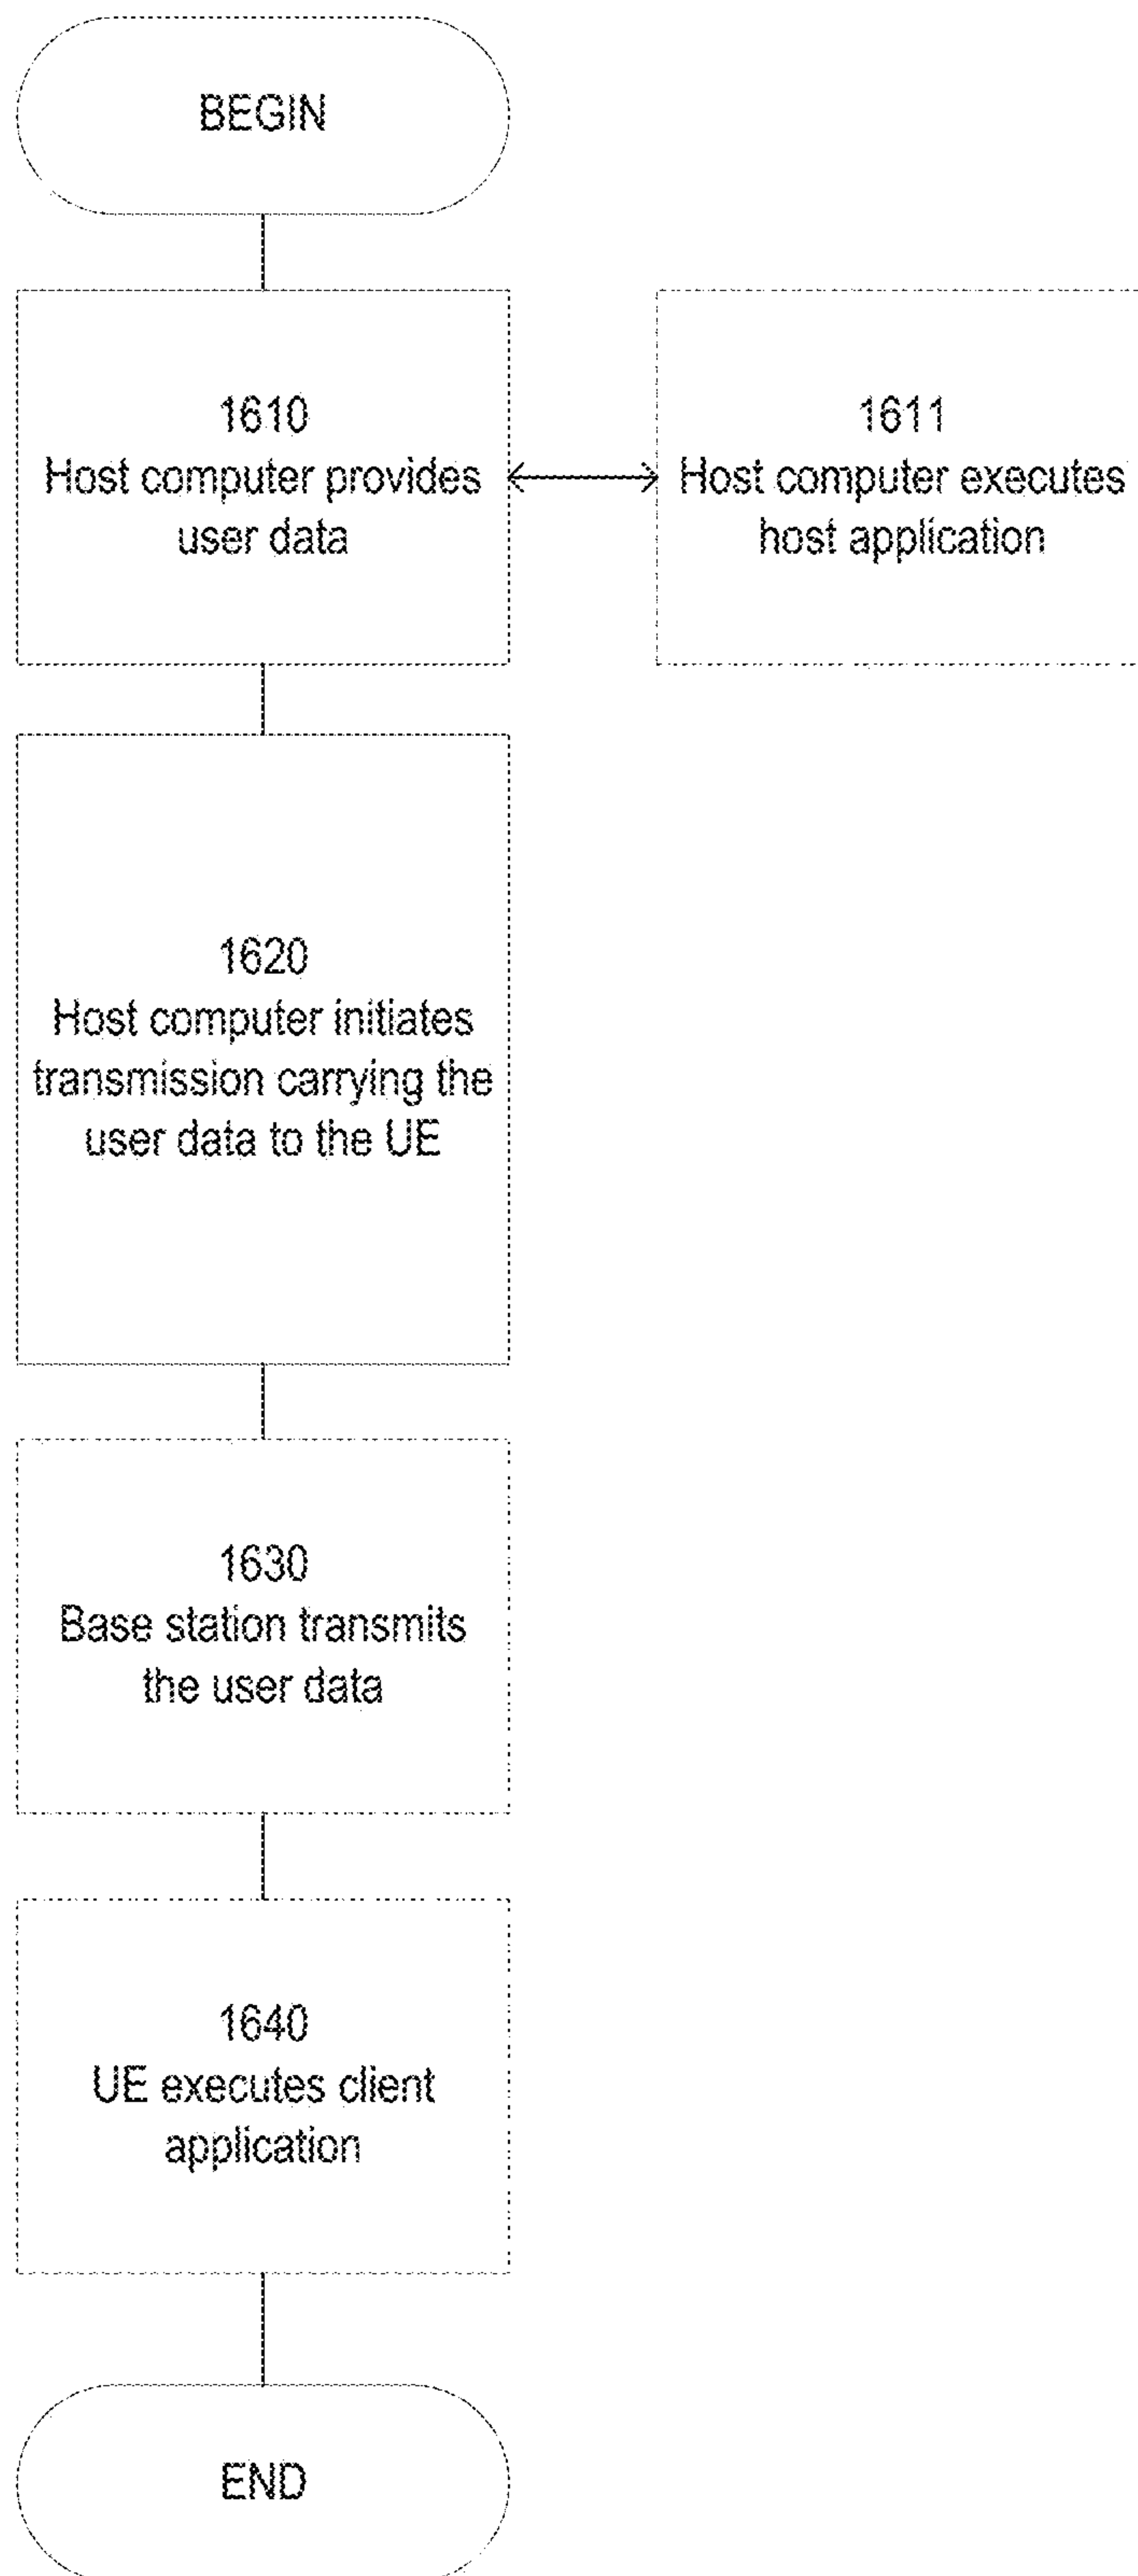 BEGIN
1610
Host computer provides
user data
1611
Host computer executes
host application
1620
Host computer initiates
transmission carrying the
user data to the UE
1630
Base station transmits
the user data
1640
UE executes client
application
END